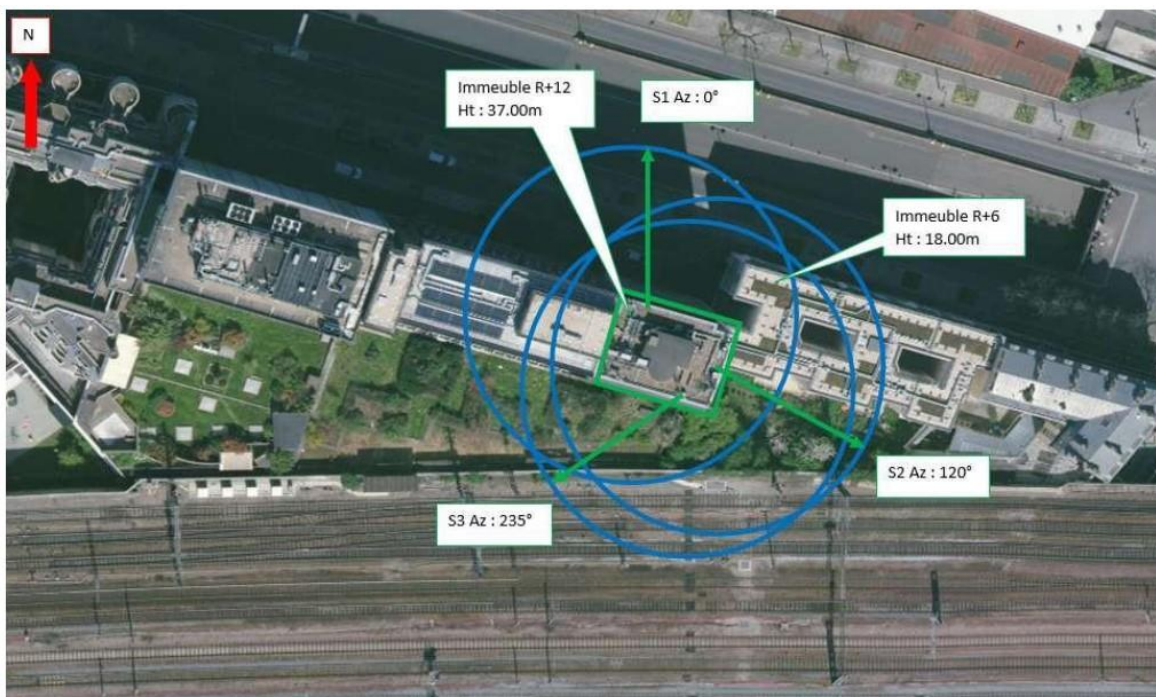 N
Immeuble R+12
Ht : 37.00m
S1 Az : 0°
Immeuble R+6
Ht : 18.00m
S2 Az : 120°
S3 Az : 235°